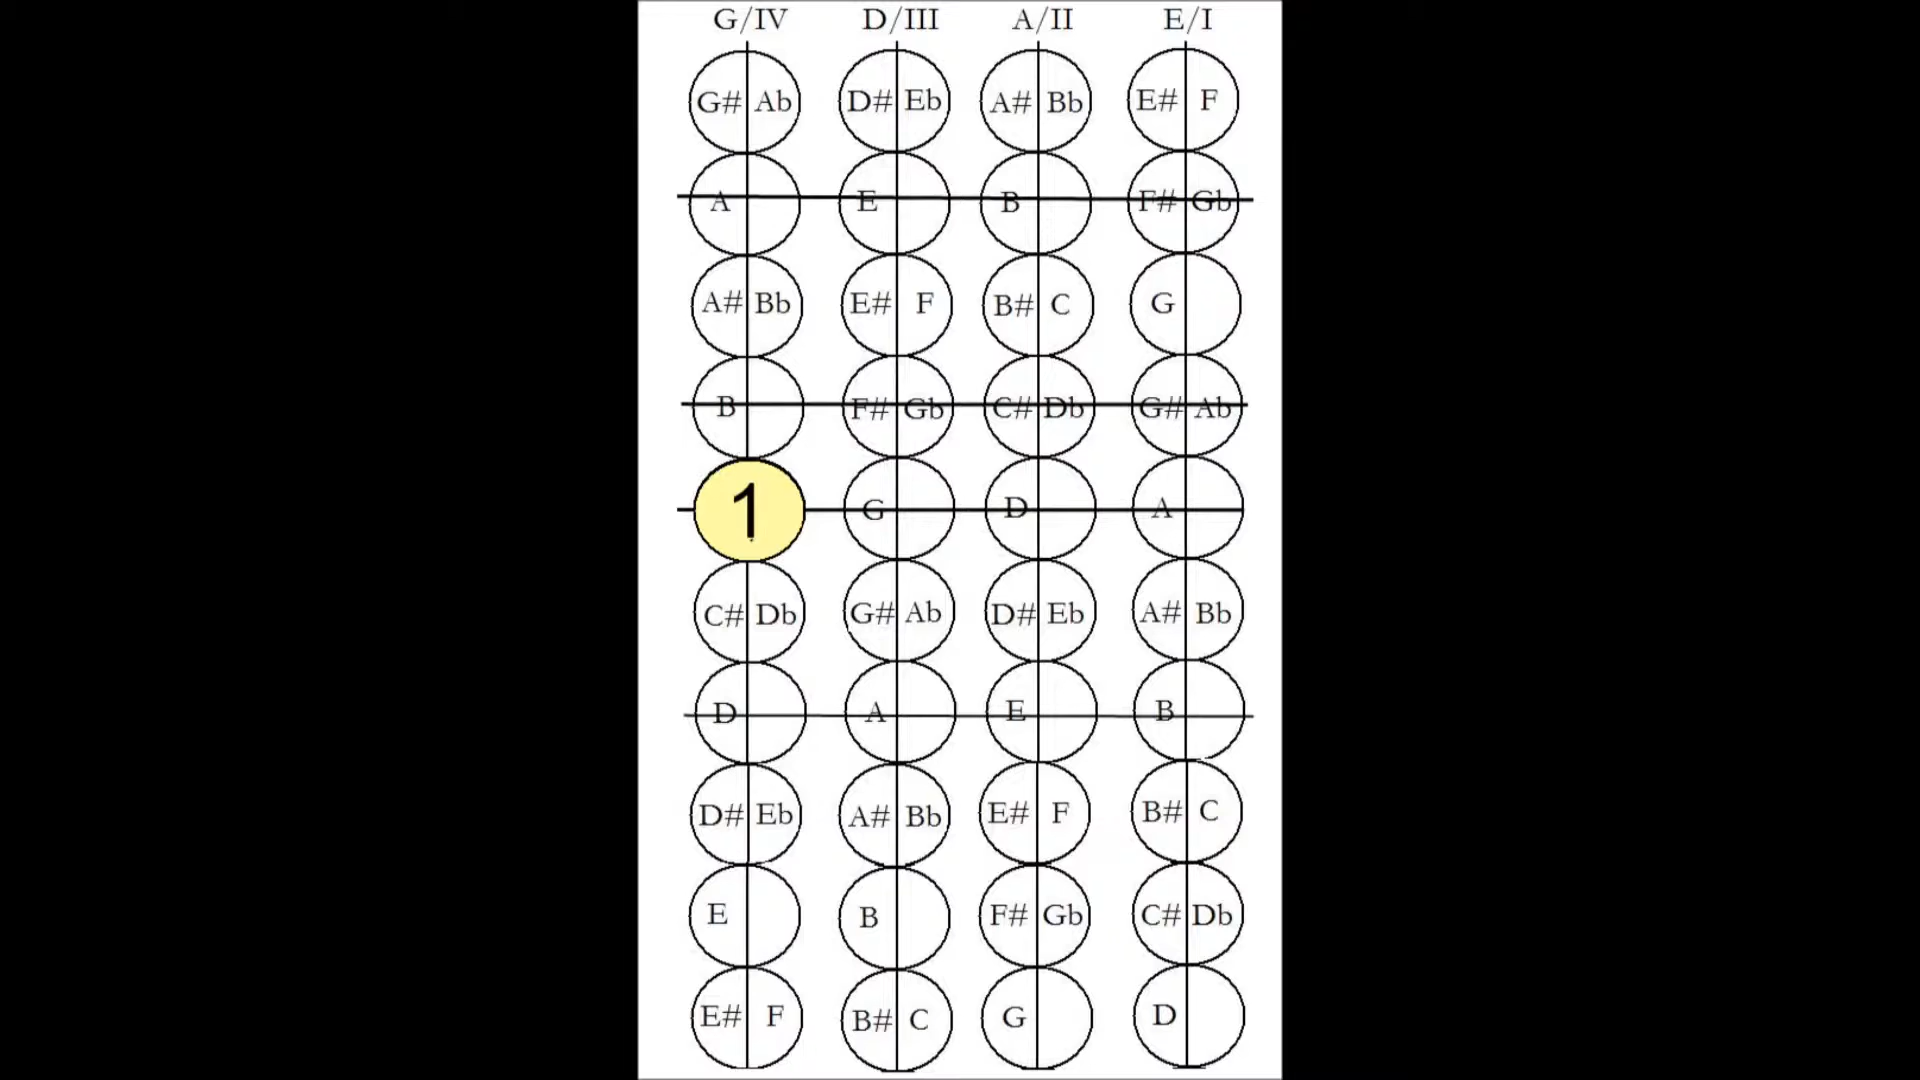 G/IV D/III A/II E/I
G# Ab D# Eb A# Bb E# F
A E B F# Gb
A# Bb E# F B# C G
B F# Gb C# Db G# Ab
1 G D A
C# Db G# Ab D# Eb A# Bb
D A E B
D# Eb A# Bb E# F B# C
E B F# Gb C# Db
E# F B# C G D